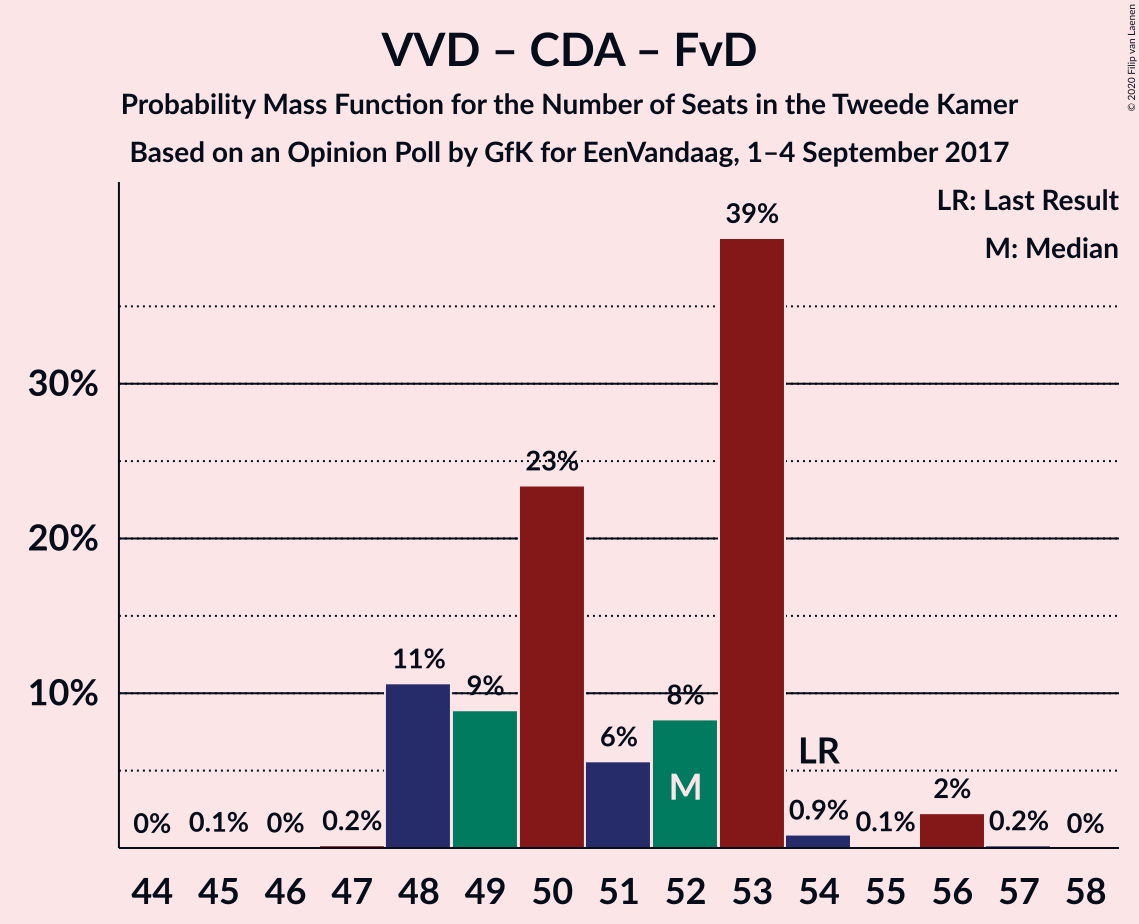 VVD – CDA – FvD
Probability Mass Function for the Number of Seats in the Tweede Kamer
Based on an Opinion Poll by GfK for EenVandaag, 1–4 September 2017
© 2020 Filip van Laenen
LR: Last Result
M: Median
30%
20%
10%
0%
0.1%
0%
0.2%
11%
9%
23%
6%
8%
39%
0.9%
0.1%
2%
0.2%
0%
M
LR
44 45 46 47 48 49 50 51 52 53 54 55 56 57 58